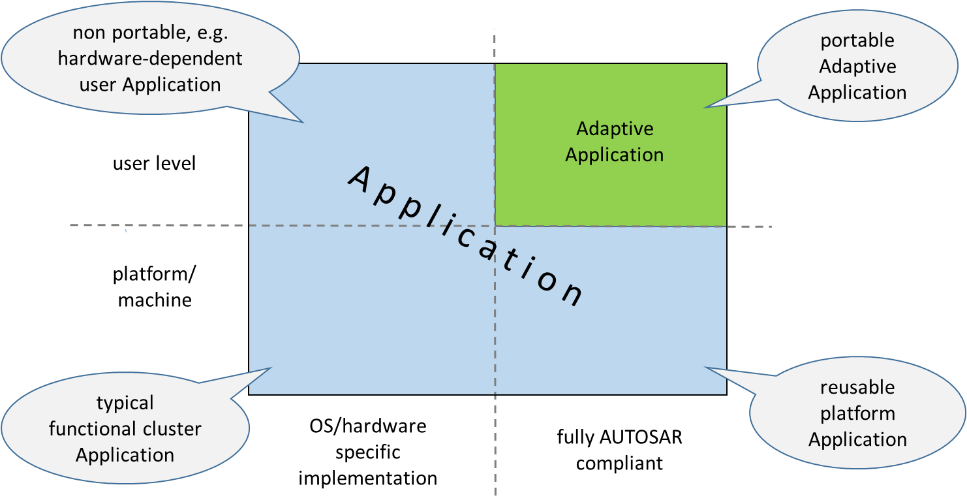 non portable, e.g.
hardware-dependent
user Application
portable
Adaptive
Application
Adaptive
Application
user level
Application
platform/
machine
typical
functional cluster
Application
reusable
platform
Application
OS/hardware
specific
implementation
fully AUTOSAR
compliant